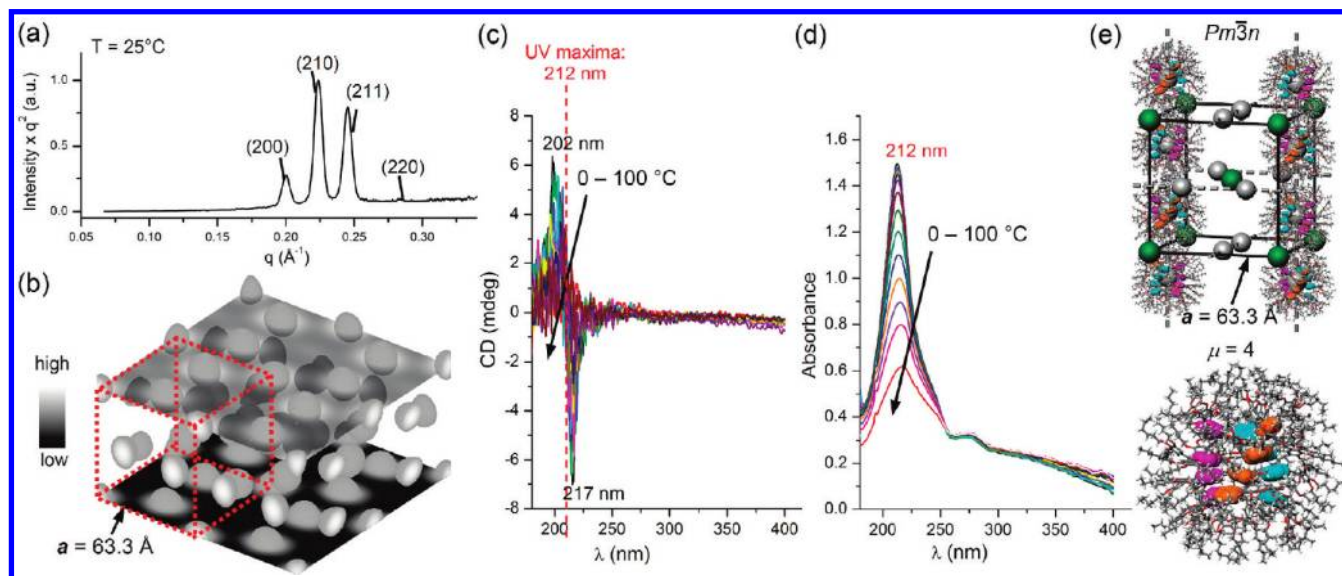 (a)
T = 25°C
Intensity x q² (a.u.)
1.0
0.5
0.0
(200)
(210)
(211)
(220)
0.05
0.10
0.15
0.20
0.25
0.30
q (Å⁻¹)
(b)
high
low
a = 63.3 Å
(c)
UV maxima:
212 nm
202 nm
0 – 100 °C
217 nm
CD (mdeg)
8
6
4
2
0
-2
-4
-6
-8
200
250
300
350
400
λ (nm)
(d)
212 nm
0 – 100 °C
Absorbance
1.6
1.4
1.2
1.0
0.8
0.6
0.4
0.2
0.0
200
250
300
350
400
λ (nm)
(e)
Pm3̅n
a = 63.3 Å
μ = 4